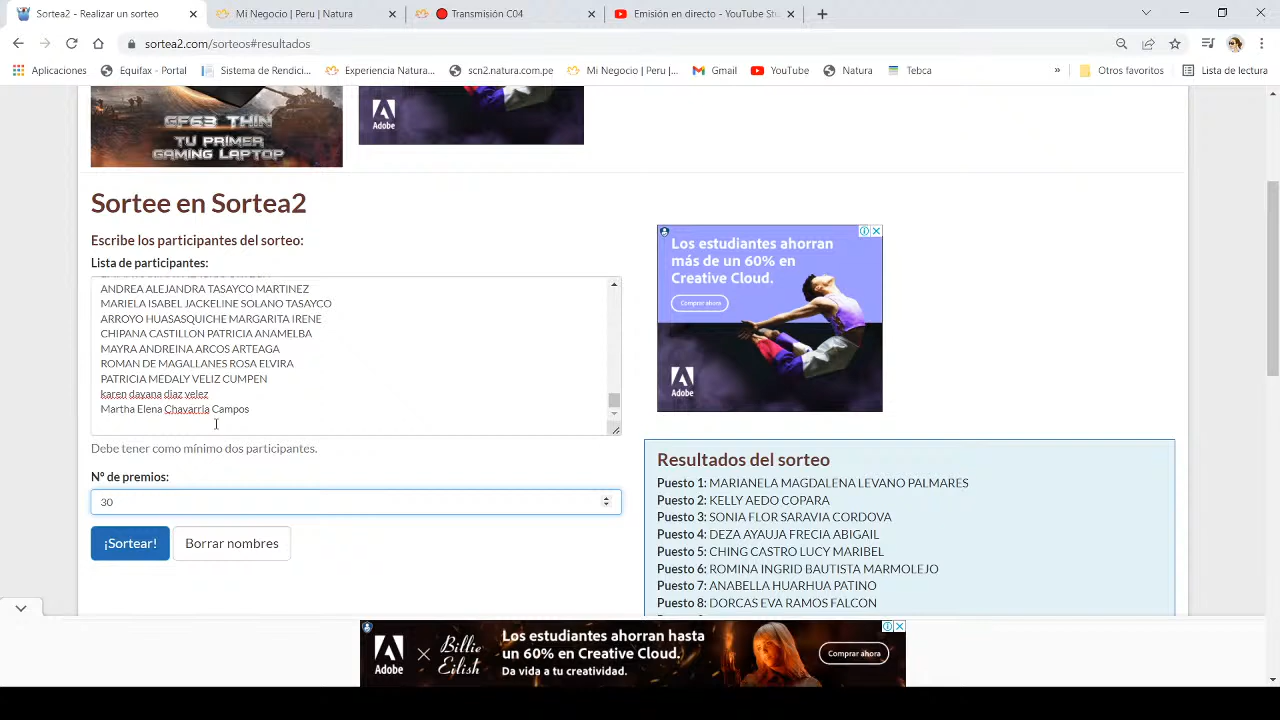 Sortea2 - Realizar un sorteo
Mi Negocio | Peru | Natura
Transmisión C04
Emisión en directo - YouTube Stu
sortea2.com/sorteos#resultados
Aplicaciones
Equifax - Portal
Sistema de Rendici...
Experiencia Natura...
scn2.natura.com.pe
Mi Negocio | Peru |...
Gmail
YouTube
Natura
Tebca
»
Otros favoritos
Lista de lectura
GF63 THIN
TU PRIMER
GAMING LAPTOP
Adobe
Sortee en Sortea2
Escribe los participantes del sorteo:
Lista de participantes:
ANDREA ALEJANDRA TASAYCO MARTINEZ
MARIELA ISABEL JACKELINE SOLANO TASAYCO
ARROYO HUASASQUICHE MARGARITA IRENE
CHIPANA CASTILLON PATRICIA ANAMELBA
MAYRA ANDREINA ARCOS ARTEAGA
ROMAN DE MAGALLANES ROSA ELVIRA
PATRICIA MEDALY VELIZ CUMPEN
karen dayana diaz velez
Martha Elena Chavarria Campos
Debe tener como mínimo dos participantes.
N° de premios:
30
¡Sortear!
Borrar nombres
Los estudiantes ahorran
más de un 60% en
Creative Cloud.
Comprar ahora
Adobe
Resultados del sorteo
Puesto 1: MARIANELA MAGDALENA LEVANO PALMARES
Puesto 2: KELLY AEDO COPARA
Puesto 3: SONIA FLOR SARAVIA CORDOVA
Puesto 4: DEZA AYAUJA FRECIA ABIGAIL
Puesto 5: CHING CASTRO LUCY MARIBEL
Puesto 6: ROMINA INGRID BAUTISTA MARMOLEJO
Puesto 7: ANABELLA HUARHUA PATINO
Puesto 8: DORCAS EVA RAMOS FALCON
Adobe
Billie
Eilish
Los estudiantes ahorran hasta
un 60% en Creative Cloud.
Da vida a tu creatividad.
Comprar ahora